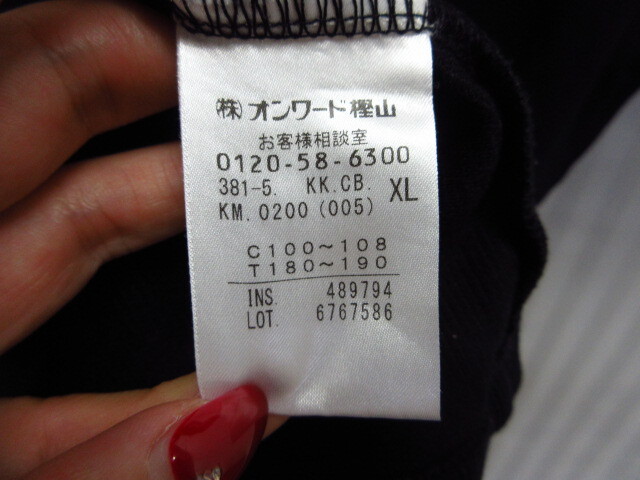 ㈱オンワード樫山
お客様相談室
0120-58-6300
381-5. KK.CB. XL
KM.0200 (005)
C100～108
T180～190
INS. 489794
LOT. 6767586